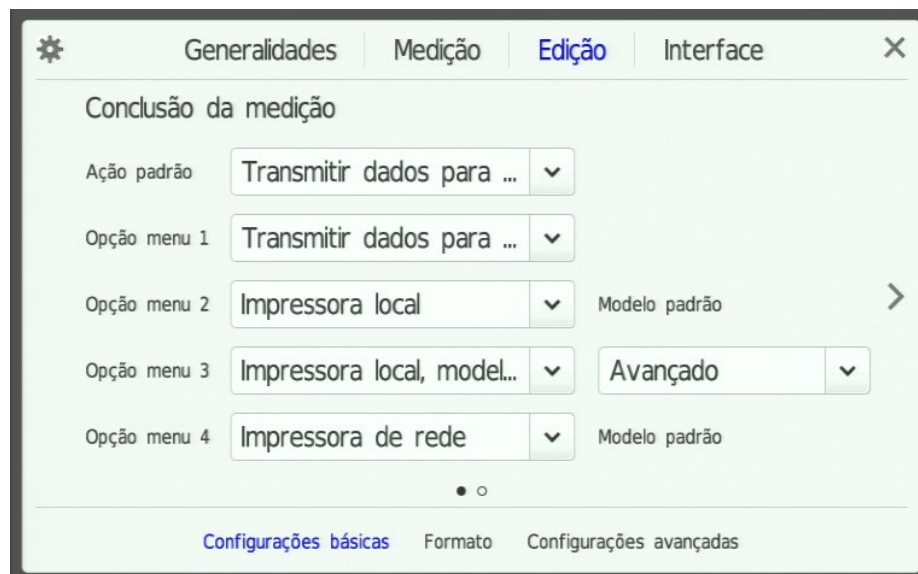 Generalidades Medição Edição Interface
Conclusão da medição
Ação padrão Transmitir dados para ...
Opção menu 1 Transmitir dados para ...
Opção menu 2 Impressora local Modelo padrão
Opção menu 3 Impressora local, model... Avançado
Opção menu 4 Impressora de rede Modelo padrão
Configurações básicas Formato Configurações avançadas